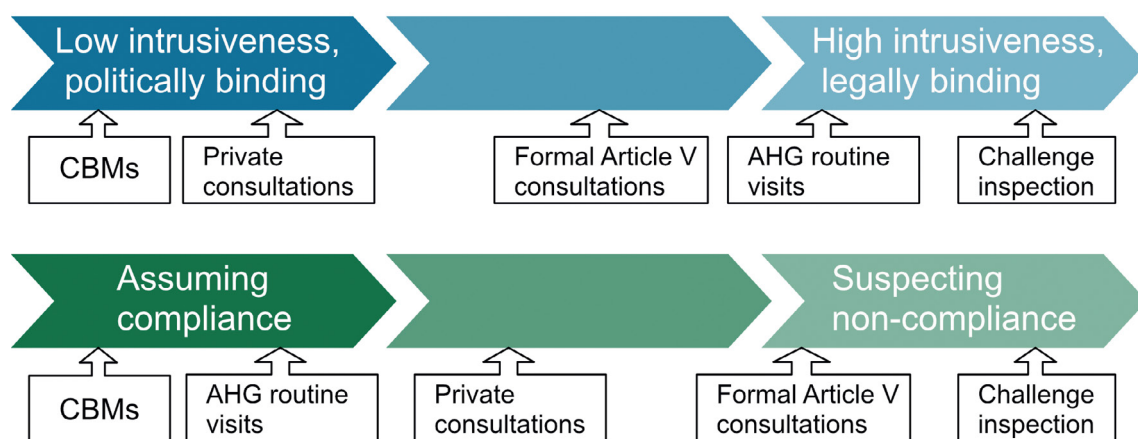 Low intrusiveness,
politically binding
High intrusiveness,
legally binding
CBMs
Private
consultations
Formal Article V
consultations
AHG routine
visits
Challenge
inspection
Assuming
compliance
Suspecting
non-compliance
CBMs
AHG routine
visits
Private
consultations
Formal Article V
consultations
Challenge
inspection